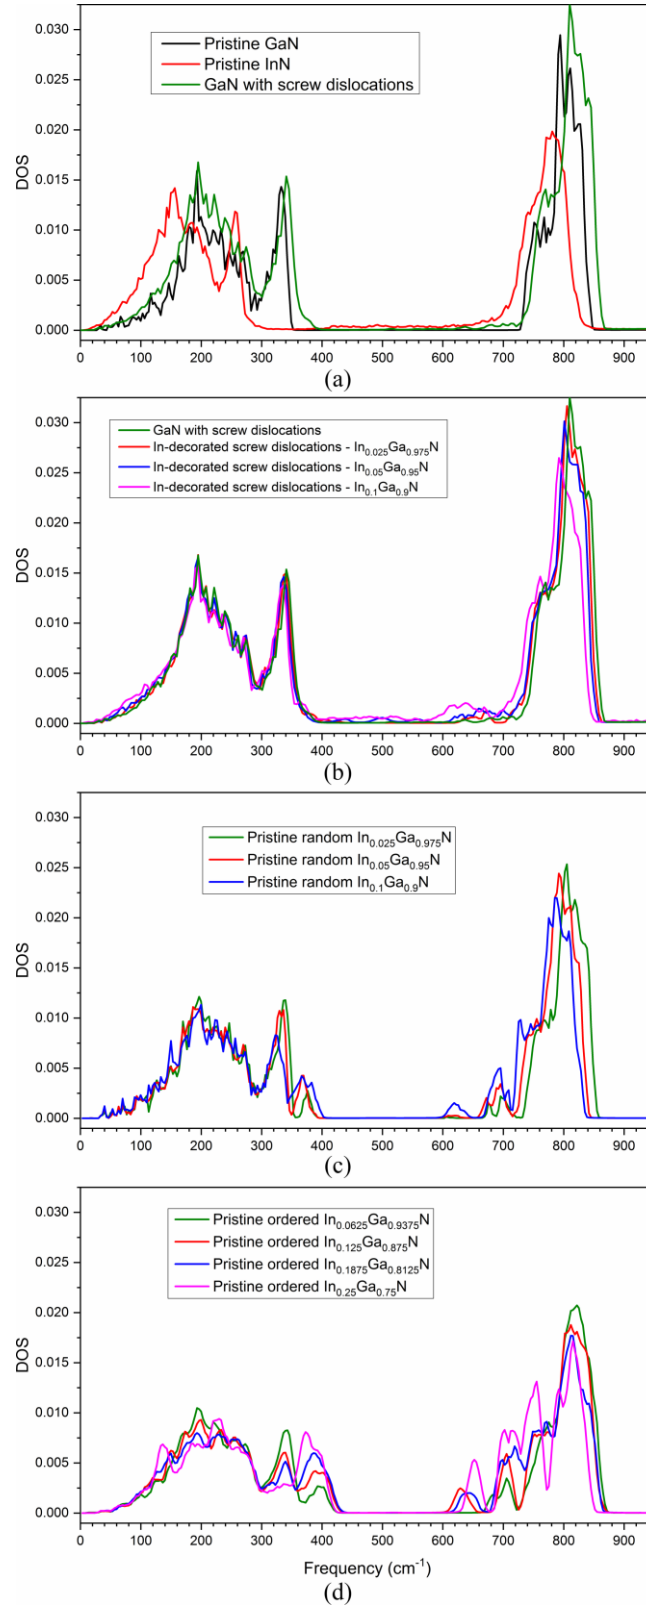 0.030
0.025
0.020
0.015
0.010
0.005
0.000
DOS
Pristine GaN
Pristine InN
GaN with screw dislocations
0 100 200 300 400 500 600 700 800 900
(a)
0.030
0.025
0.020
0.015
0.010
0.005
0.000
DOS
GaN with screw dislocations
In-decorated screw dislocations - In0.025Ga0.975N
In-decorated screw dislocations - In0.05Ga0.95N
In-decorated screw dislocations - In0.1Ga0.9N
0 100 200 300 400 500 600 700 800 900
(b)
0.030
0.025
0.020
0.015
0.010
0.005
0.000
DOS
Pristine random In0.025Ga0.975N
Pristine random In0.05Ga0.95N
Pristine random In0.1Ga0.9N
0 100 200 300 400 500 600 700 800 900
(c)
0.030
0.025
0.020
0.015
0.010
0.005
0.000
DOS
Pristine ordered In0.0625Ga0.9375N
Pristine ordered In0.125Ga0.875N
Pristine ordered In0.1875Ga0.8125N
Pristine ordered In0.25Ga0.75N
0 100 200 300 400 500 600 700 800 900
Frequency (cm-1)
(d)